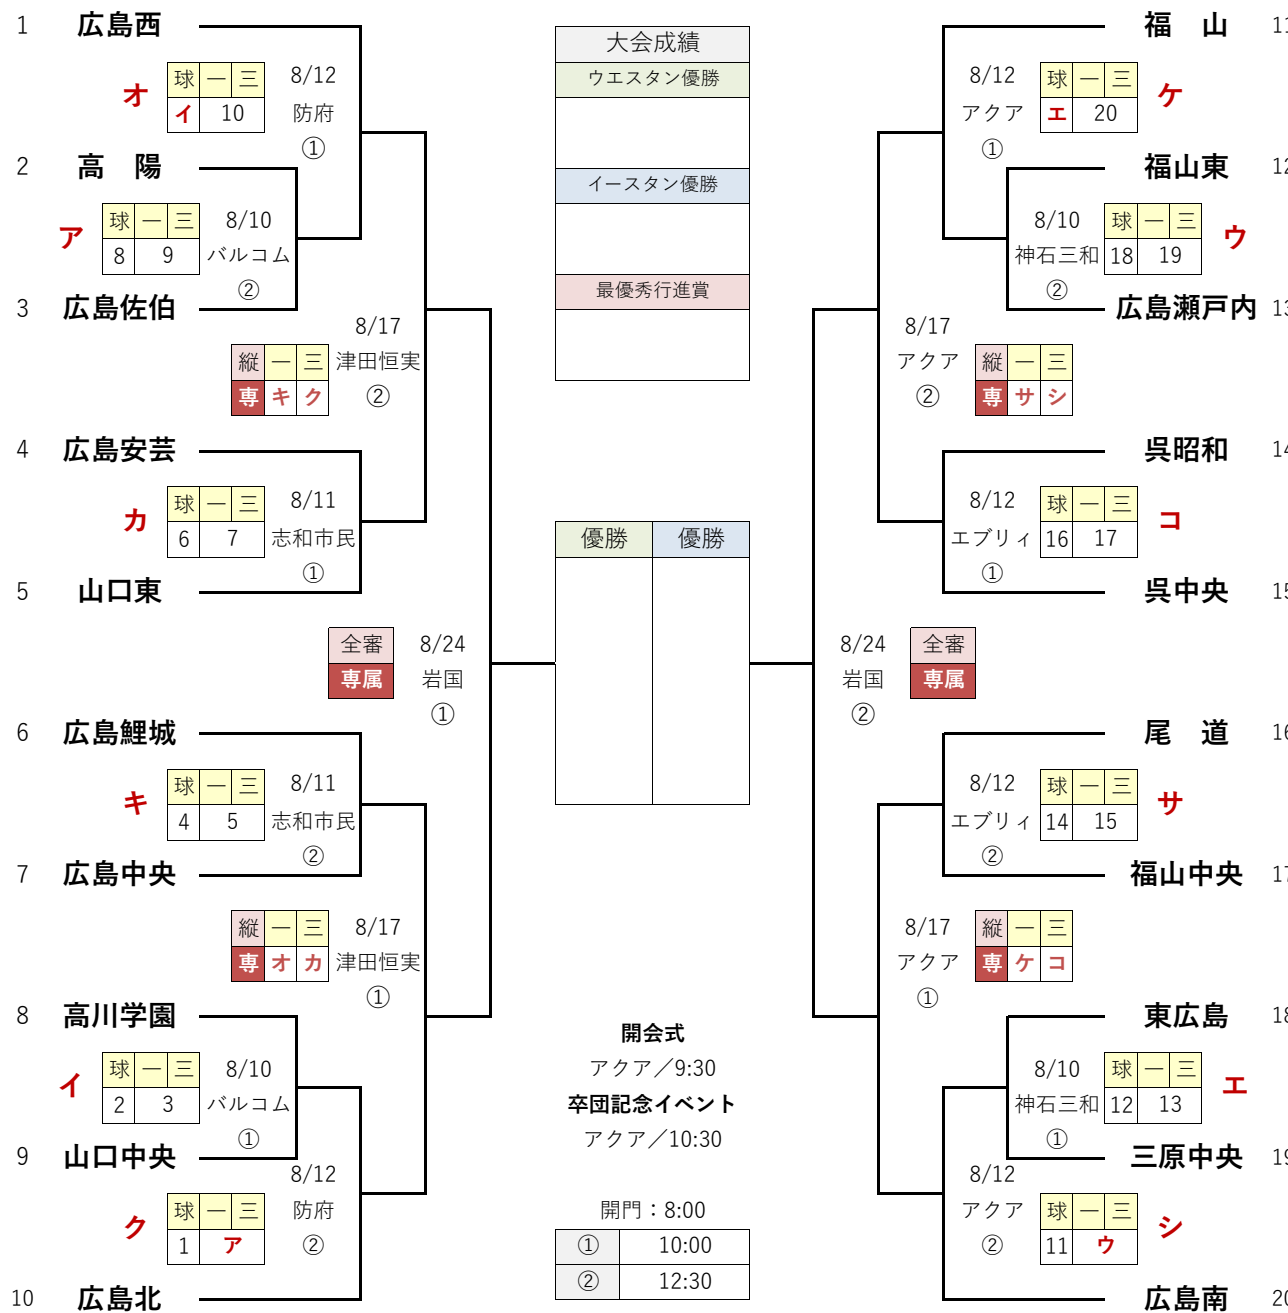 1 広島西
オ 球 一 三 8/12
イ 10 防府
①
2 高　陽
ア 球 一 三 8/10
8 9 バルコム
②
3 広島佐伯
8/17
縦 一 三 津田恒実
専 キ ク ②
4 広島安芸
カ 球 一 三 8/11
6 7 志和市民
①
5 山口東
全審 8/24
専属 岩国
①
6 広島鯉城
キ 球 一 三 8/11
4 5 志和市民
②
7 広島中央
縦 一 三 8/17
専 オ カ 津田恒実
①
8 高川学園
イ 球 一 三 8/10
2 3 バルコム
①
9 山口中央
8/12
ク 球 一 三 防府
1 ア ②
10 広島北
大会成績
ウエスタン優勝
イースタン優勝
最優秀行進賞
優勝 優勝
開会式
アクア／9:30
卒団記念イベント
アクア／10:30
開門：8:00
① 10:00
② 12:30
福　山 11
8/12 球 一 三 ケ
アクア エ 20
①
福山東 12
8/10 球 一 三 ウ
神石三和 18 19
②
広島瀬戸内 13
8/17
アクア 縦 一 三
② 専 サ シ
呉昭和 14
8/12 球 一 三 コ
エブリィ 16 17
①
呉中央 15
8/24 全審
岩国 専属
②
尾　道 16
8/12 球 一 三 サ
エブリィ 14 15
②
福山中央 17
8/17 縦 一 三
アクア 専 ケ コ
①
東広島 18
8/10 球 一 三 エ
神石三和 12 13
①
三原中央 19
8/12
アクア 球 一 三 シ
② 11 ウ
広島南 20